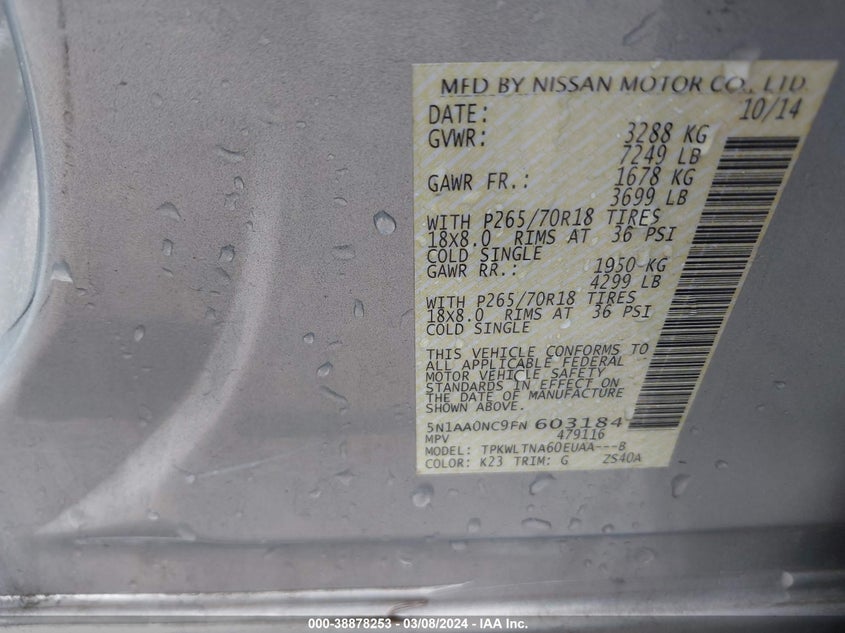 MFD BY NISSAN MOTOR CO., LTD.
DATE: 10/14
GVWR: 3288 KG
7249 LB
GAWR FR.: 1678 KG
3699 LB
WITH P265/70R18 TIRES
18X8.0 RIMS AT 36 PSI
COLD SINGLE
GAWR RR.: 1950 KG
4299 LB
WITH P265/70R18 TIRES
18X8.0 RIMS AT 36 PSI
COLD SINGLE
THIS VEHICLE CONFORMS TO
ALL APPLICABLE FEDERAL
MOTOR VEHICLE SAFETY
STANDARDS IN EFFECT ON
THE DATE OF MANUFACTURE
SHOWN ABOVE.
5N1AA0NC9FN 603184
MPV 479116
MODEL: TPKWLTNA60EUAA---B
COLOR: K23 TRIM: G ZS40A
000-38878253 - 03/08/2024 - IAA Inc.